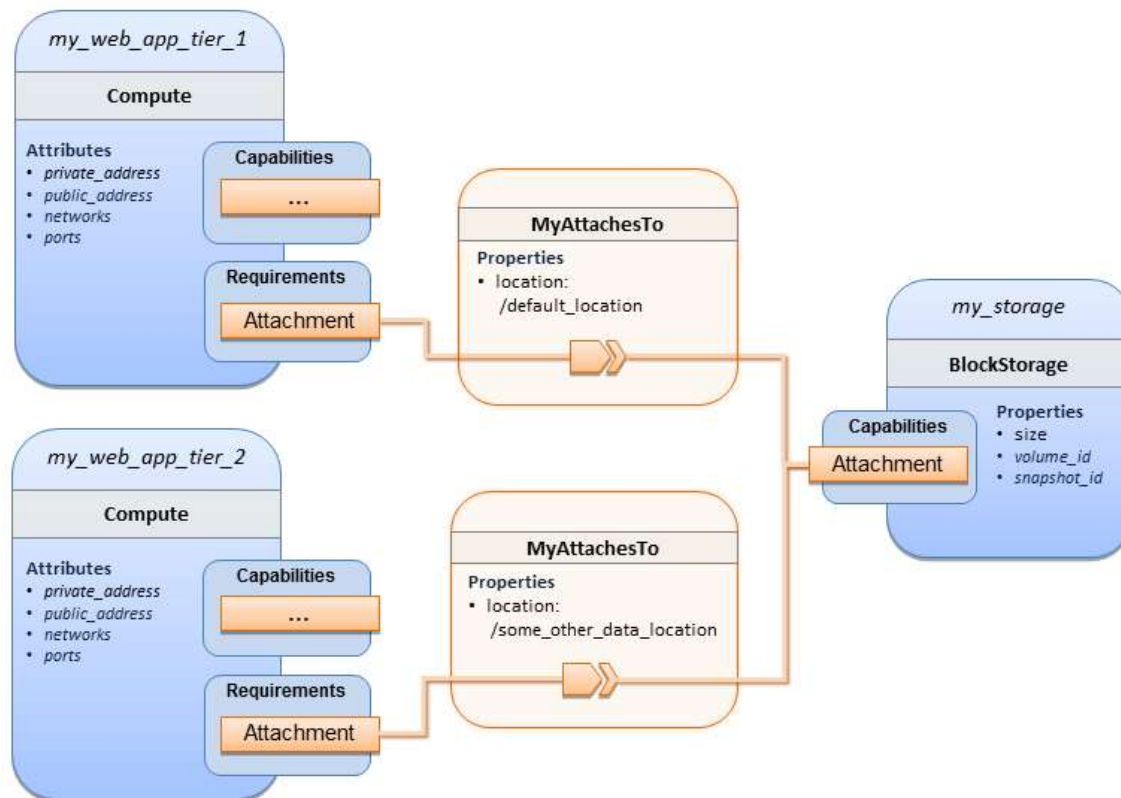 my_web_app_tier_1
Compute
Attributes
• private_address
• public_address
• networks
• ports
Capabilities
...
Requirements
Attachment
MyAttachesTo
Properties
• location:
/default_location
my_web_app_tier_2
Compute
Attributes
• private_address
• public_address
• networks
• ports
Capabilities
...
Requirements
Attachment
MyAttachesTo
Properties
• location:
/some_other_data_location
my_storage
BlockStorage
Capabilities
Attachment
Properties
• size
• volume_id
• snapshot_id